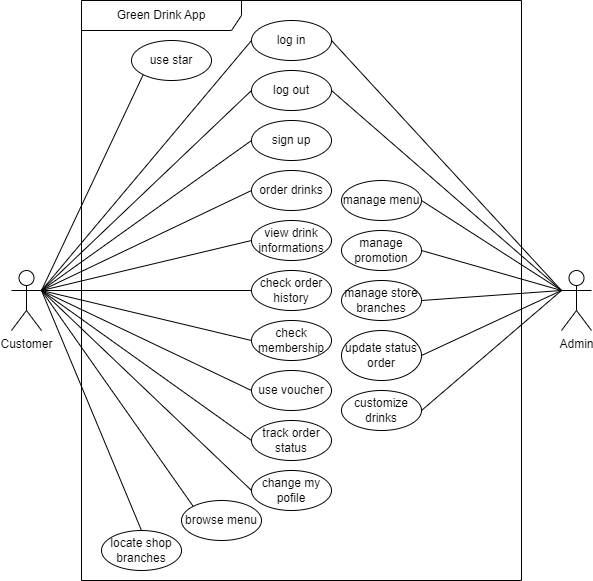 Green Drink App
use star
log in
log out
sign up
order drinks
view drink
informations
check order
history
check
membership
use voucher
track order
status
change my
pofile
browse menu
locate shop
branches
manage menu
manage
promotion
manage store
branches
update status
order
customize
drinks
Customer
Admin